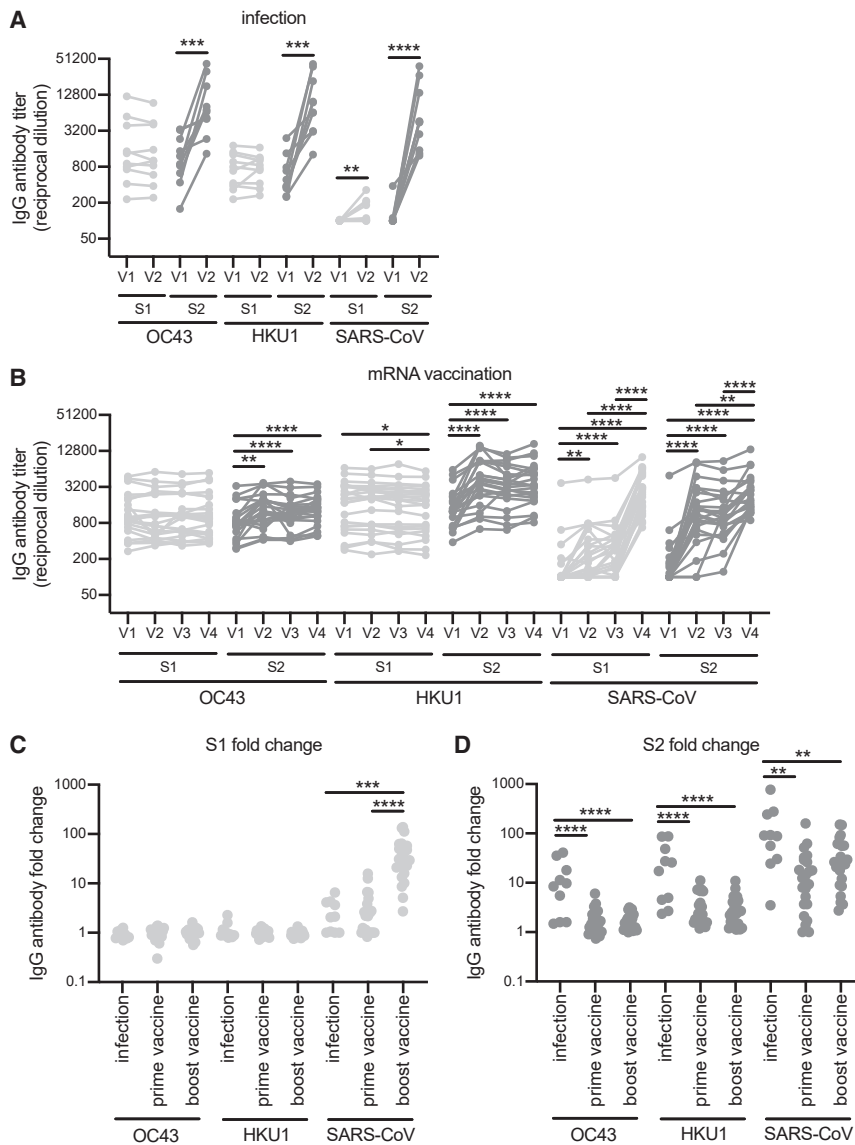 A
infection
IgG antibody titer
(reciprocal dilution)
51200
12800
3200
800
200
50
*** *** ** ****
V1 V2 V1 V2 V1 V2 V1 V2 V1 V2 V1 V2
S1 S2 S1 S2 S1 S2
OC43 HKU1 SARS-CoV
B
mRNA vaccination
IgG antibody titer
(reciprocal dilution)
51200
12800
3200
800
200
50
**** **** **
* *
**** **** ****
**** **** **** **** **
**** ** **** **** ****
V1 V2 V3 V4 V1 V2 V3 V4 V1 V2 V3 V4 V1 V2 V3 V4 V1 V2 V3 V4 V1 V2 V3 V4
S1 S2 S1 S2 S1 S2
OC43 HKU1 SARS-CoV
C
S1 fold change
IgG antibody fold change
1000
100
10
1
0.1
***
****
infection
prime vaccine
boost vaccine
infection
prime vaccine
boost vaccine
infection
prime vaccine
boost vaccine
OC43 HKU1 SARS-CoV
D
S2 fold change
IgG antibody fold change
1000
100
10
1
0.1
****
****
****
****
**
**
infection
prime vaccine
boost vaccine
infection
prime vaccine
boost vaccine
infection
prime vaccine
boost vaccine
OC43 HKU1 SARS-CoV